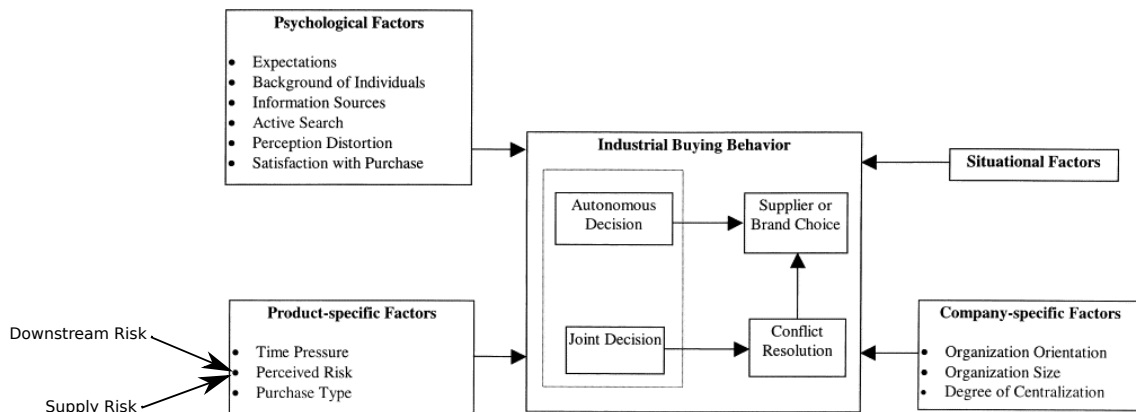 Psychological Factors
Expectations
Background of Individuals
Information Sources
Active Search
Perception Distortion
Satisfaction with Purchase
Industrial Buying Behavior
Situational Factors
Autonomous
Decision
Supplier or
Brand Choice
Joint Decision
Conflict
Resolution
Downstream Risk
Supply Risk
Product-specific Factors
Time Pressure
Perceived Risk
Purchase Type
Company-specific Factors
Organization Orientation
Organization Size
Degree of Centralization